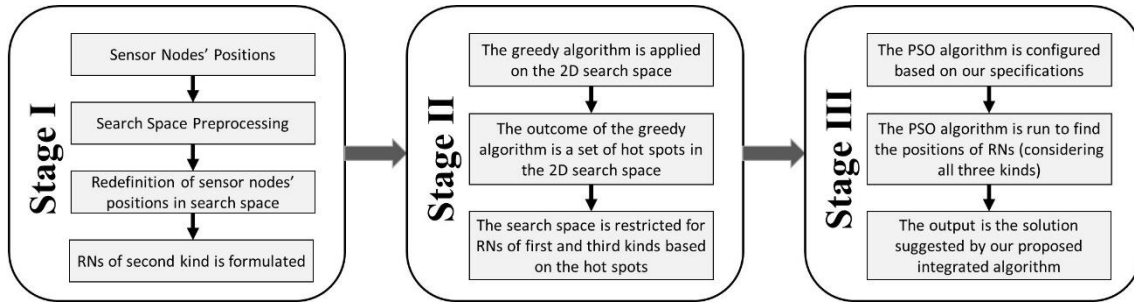 Stage I
Sensor Nodes' Positions
Search Space Preprocessing
Redefinition of sensor nodes'
positions in search space
RNs of second kind is formulated
Stage II
The greedy algorithm is applied
on the 2D search space
The outcome of the greedy
algorithm is a set of hot spots in
the 2D search space
The search space is restricted for
RNs of first and third kinds based
on the hot spots
Stage III
The PSO algorithm is configured
based on our specifications
The PSO algorithm is run to find
the positions of RNs (considering
all three kinds)
The output is the solution
suggested by our proposed
integrated algorithm